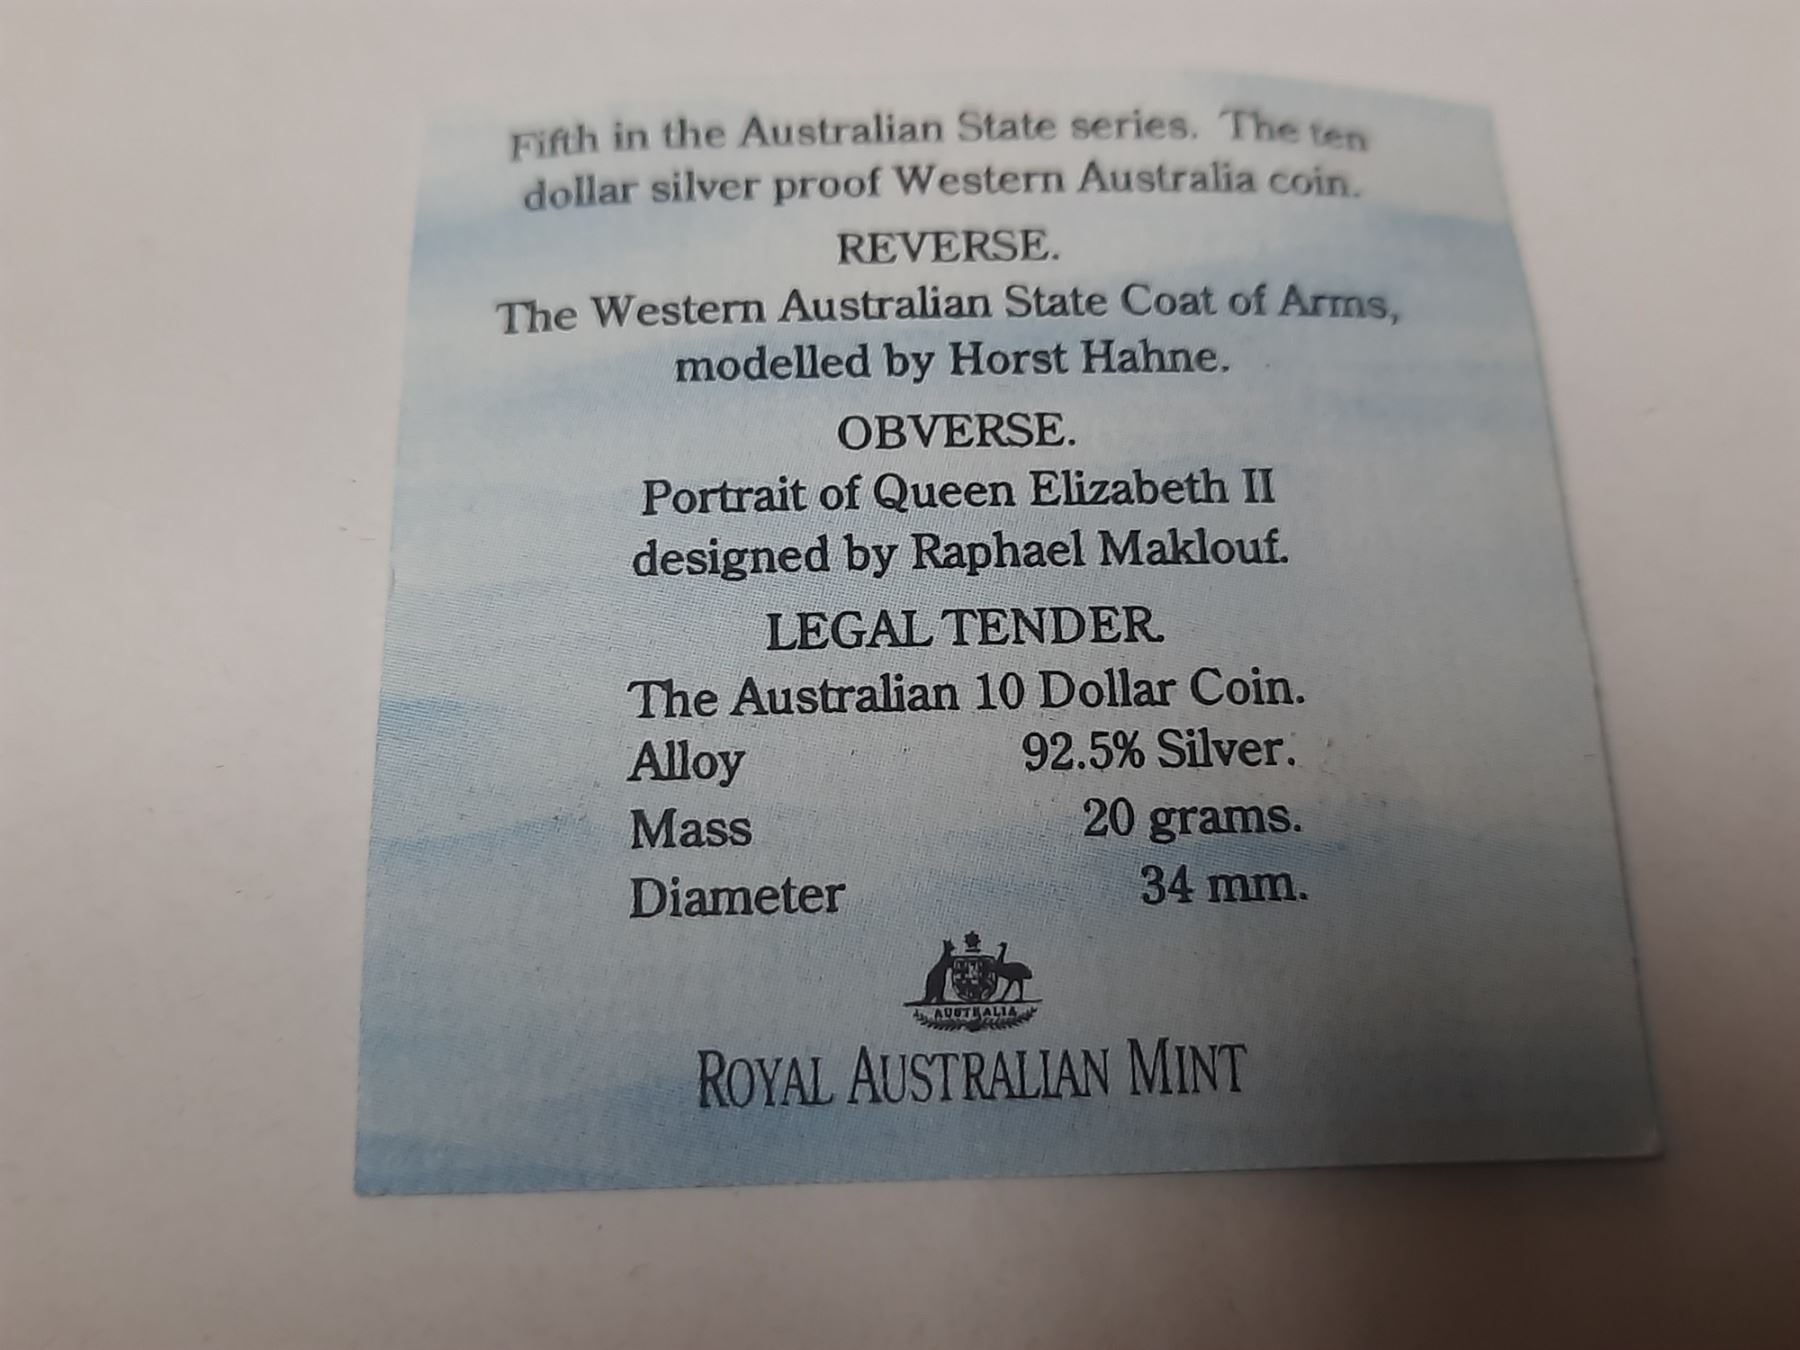 Fifth in the Australian State series. The ten
dollar silver proof Western Australia coin.
REVERSE.
The Western Australian State Coat of Arms,
modelled by Horst Hahne.
OBVERSE.
Portrait of Queen Elizabeth II
designed by Raphael Maklouf.
LEGAL TENDER.
The Australian 10 Dollar Coin.
Alloy 92.5% Silver.
Mass 20 grams.
Diameter 34 mm.
AUSTRALIA
ROYAL AUSTRALIAN MINT